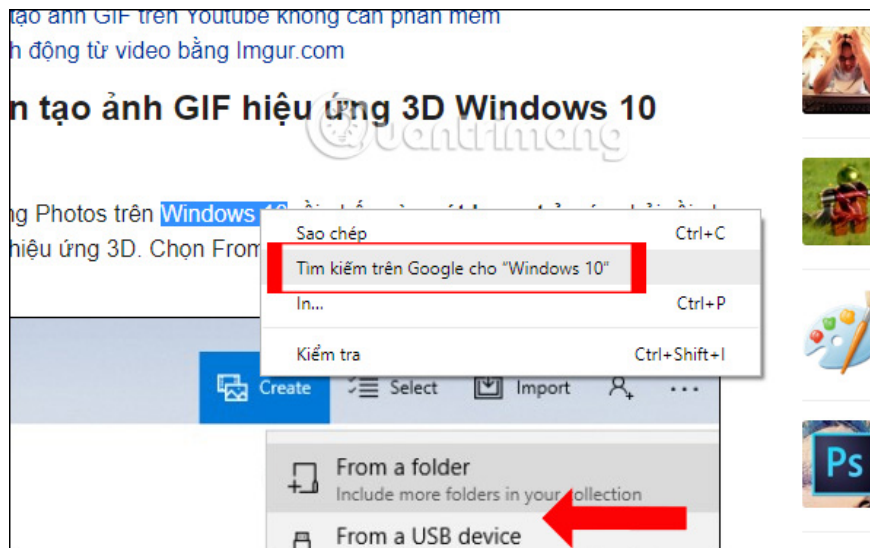 tạo ảnh GIF trên Youtube không cần phần mềm
h động từ video bằng Imgur.com
n tạo ảnh GIF hiệu ứng 3D Windows 10
Quantrimang
ng Photos trên Windows
hiệu ứng 3D. Chọn From
Sao chép Ctrl+C
Tìm kiếm trên Google cho "Windows 10"
In... Ctrl+P
Kiểm tra Ctrl+Shift+I
Create Select Import
From a folder
Include more folders in your collection
From a USB device
Ps